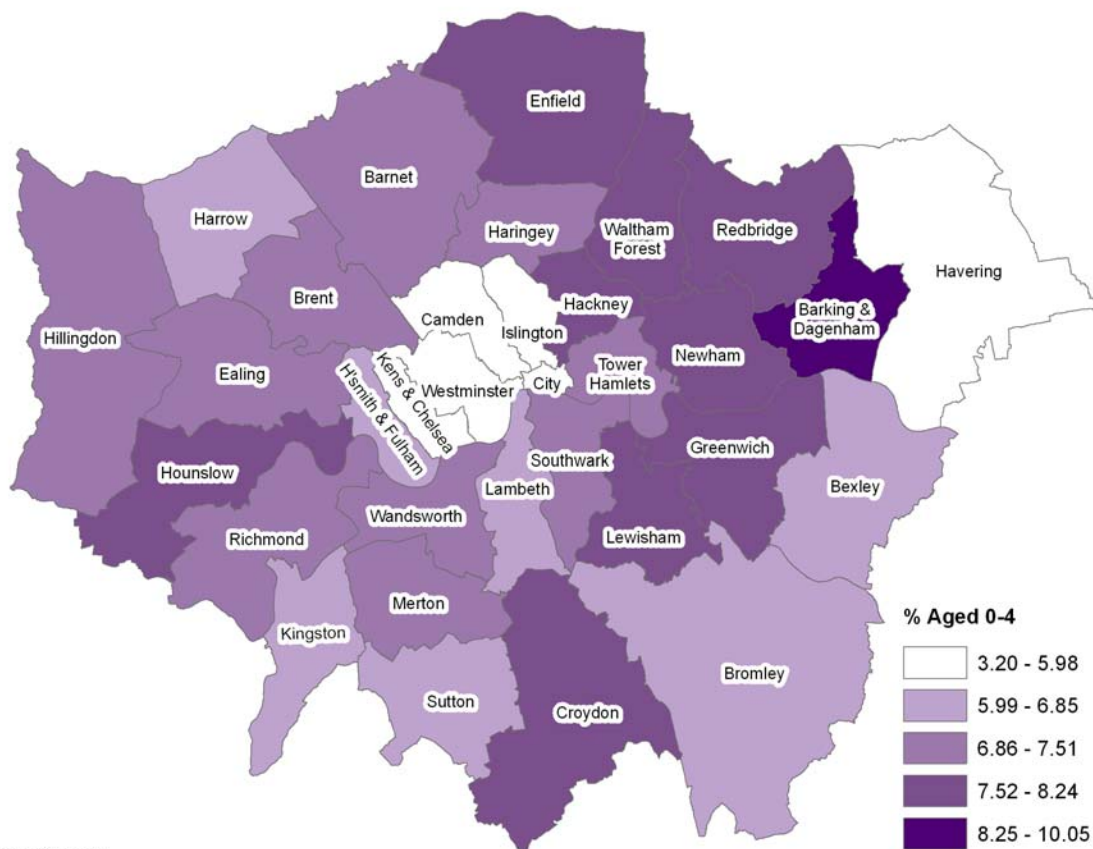 Enfield
Barnet
Harrow
Haringey
Waltham
Forest
Redbridge
Havering
Brent
Hackney
Camden
Islington
Barking &
Dagenham
Hillingdon
Ealing
H'smith & Fulham
Kens & Chelsea
Westminster
City
Tower
Hamlets
Newham
Hounslow
Southwark
Greenwich
Lambeth
Bexley
Wandsworth
Richmond
Lewisham
Merton
Kingston
Sutton
Croydon
Bromley
% Aged 0-4
3.20 - 5.98
5.99 - 6.85
6.86 - 7.51
7.52 - 8.24
8.25 - 10.05